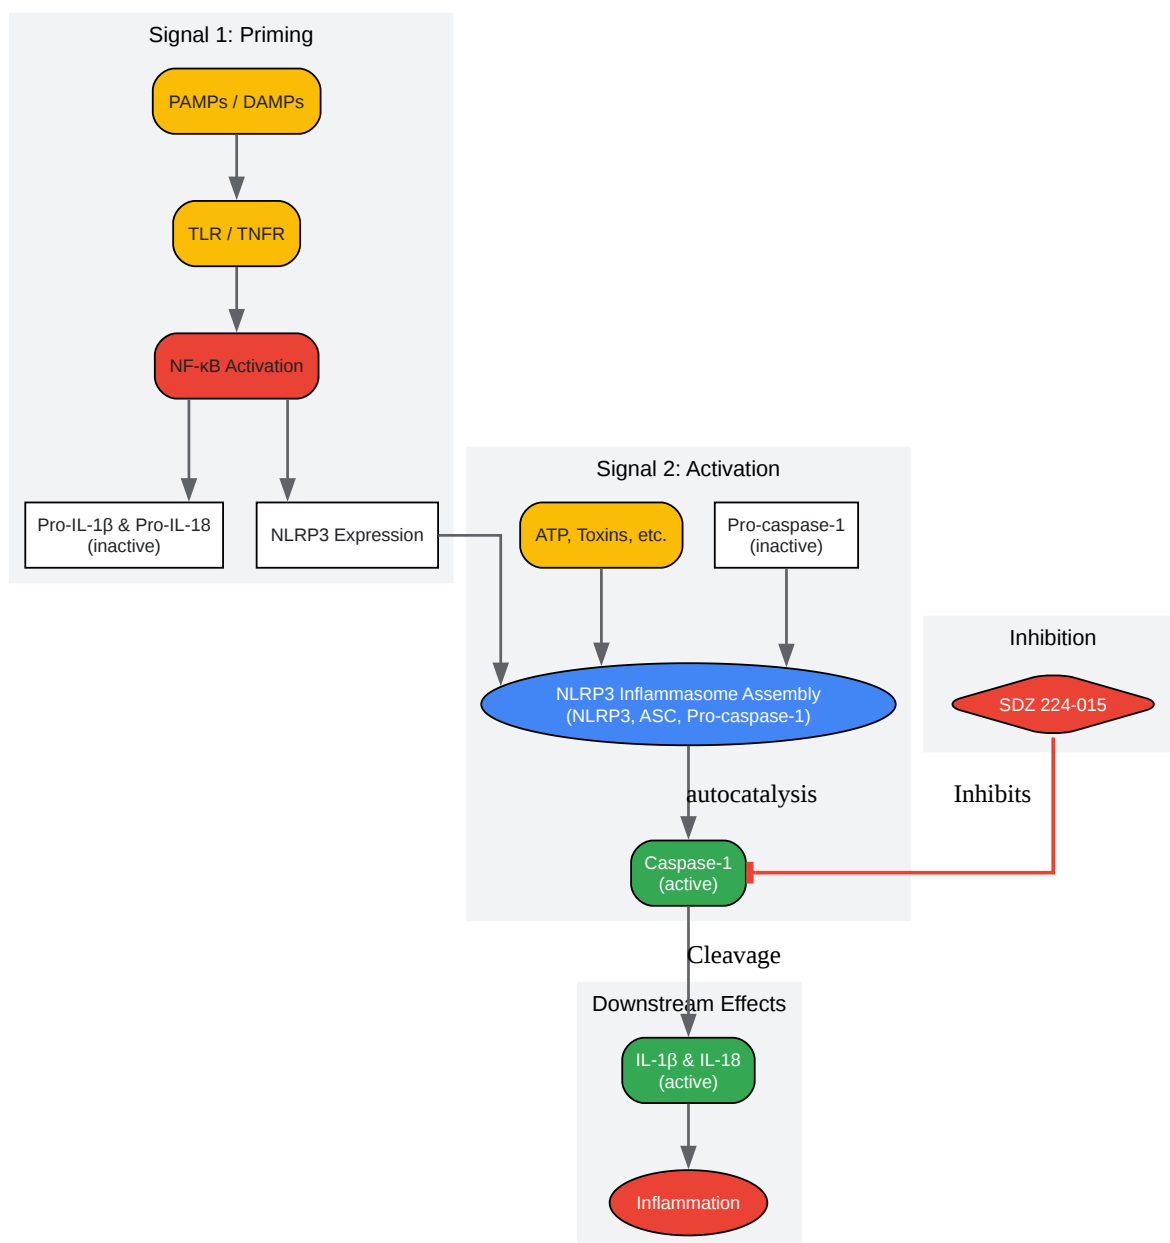 Signal 1: Priming
PAMPs / DAMPs
TLR / TNFR
NF-κB Activation
Pro-IL-1β & Pro-IL-18
(inactive)
NLRP3 Expression
Signal 2: Activation
ATP, Toxins, etc.
Pro-caspase-1
(inactive)
NLRP3 Inflammasome Assembly
(NLRP3, ASC, Pro-caspase-1)
Inhibition
SDZ 224-015
autocatalysis
Inhibits
Caspase-1
(active)
Cleavage
Downstream Effects
IL-1β & IL-18
(active)
Inflammation